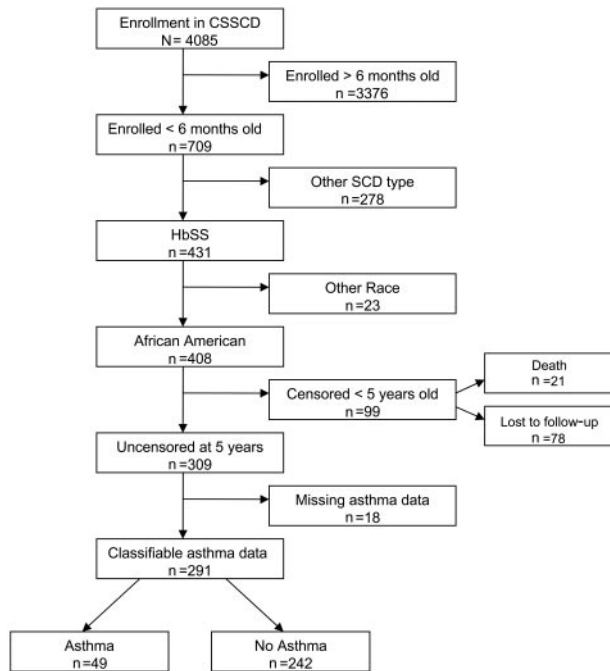 Enrollment in CSSCD
N= 4085
Enrolled > 6 months old
n =3376
Enrolled < 6 months old
n=709
Other SCD type
n=278
HbSS
n=431
Other Race
n=23
African American
n=408
Censored < 5 years old
n=99
Death
n =21
Lost to follow-up
n=78
Uncensored at 5 years
n=309
Missing asthma data
n=18
Classifiable asthma data
n=291
Asthma
n=49
No Asthma
n=242